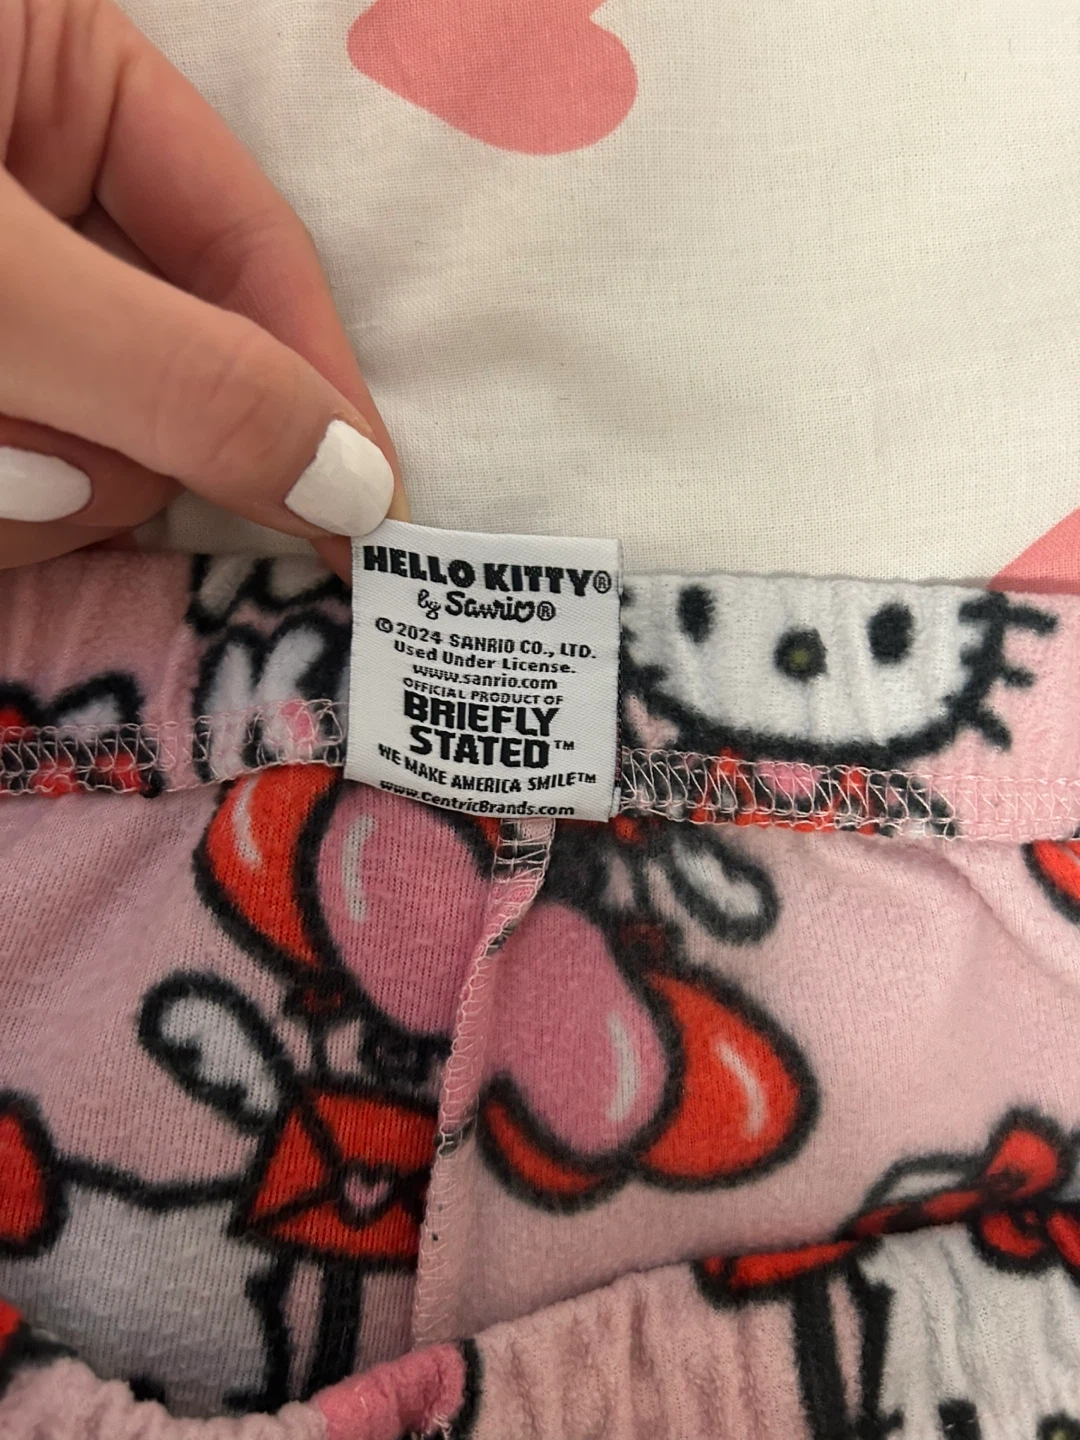 HELLO KITTY®
by Sanrio®
© 2024 SANRIO CO., LTD.
Used Under License.
www.sanrio.com
OFFICIAL PRODUCT OF
BRIEFLY
STATED™
WE MAKE AMERICA SMILE™
www.CentricBrands.com